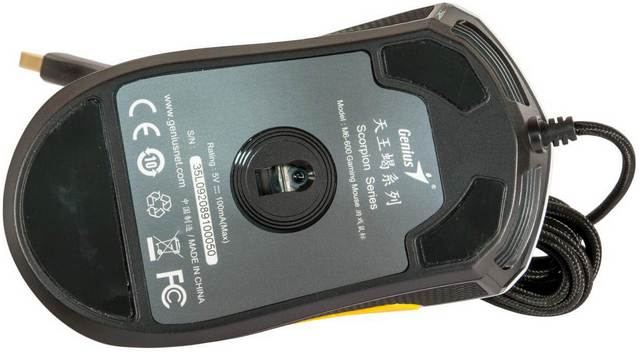 Genius
天王蝎系列
Scorpion Series
Model : M6-600 Gaming Mouse 游戏鼠标
Rating : 5V ⎓ 100mA(Max)
S/N : 35L092089100050
www.geniusnet.com
CE
10
中国制造 / MADE IN CHINA
FC